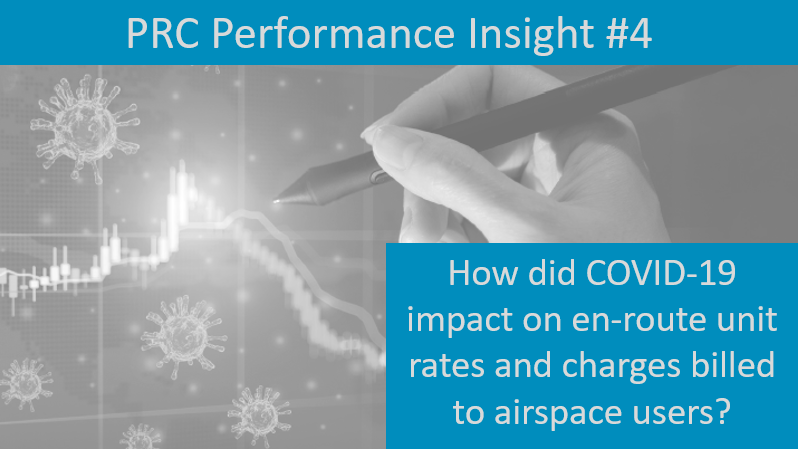 PRC Performance Insight #4
How did COVID-19
impact on en-route unit
rates and charges billed
to airspace users?